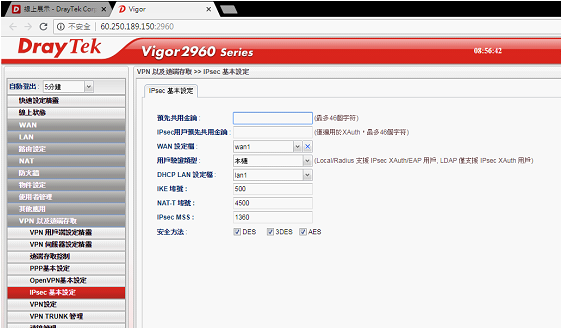 線上展示 - DrayTek Corp
Vigor
不安全 60.250.189.150:2960
DrayTek Vigor2960 Series 08:56:42
自動登出: 5分鐘
快速設定精靈
線上狀態
WAN
LAN
路由設定
NAT
防火牆
物件設定
使用者管理
其他應用
VPN 以及遠端存取
VPN 用戶端設定精靈
VPN 伺服器設定精靈
遠端存取控制
PPP基本設定
OpenVPN基本設定
IPsec 基本設定
VPN設定
VPN TRUNK 管理
連線管理
VPN 以及遠端存取 >> IPsec 基本設定
IPsec 基本設定
預先共用金鑰: (最多46個字符)
IPsec用戶預先共用金鑰: (僅適用於XAuth,最多46個字符)
WAN 設定檔: wan1
用戶驗證類型: 本機 (Local/Radius 支援 IPsec XAuth/EAP 用戶, LDAP 僅支援 IPsec XAuth 用戶)
DHCP LAN 設定檔: lan1
IKE 埠號: 500
NAT-T 埠號: 4500
IPsec MSS: 1360
安全方法: DES 3DES AES